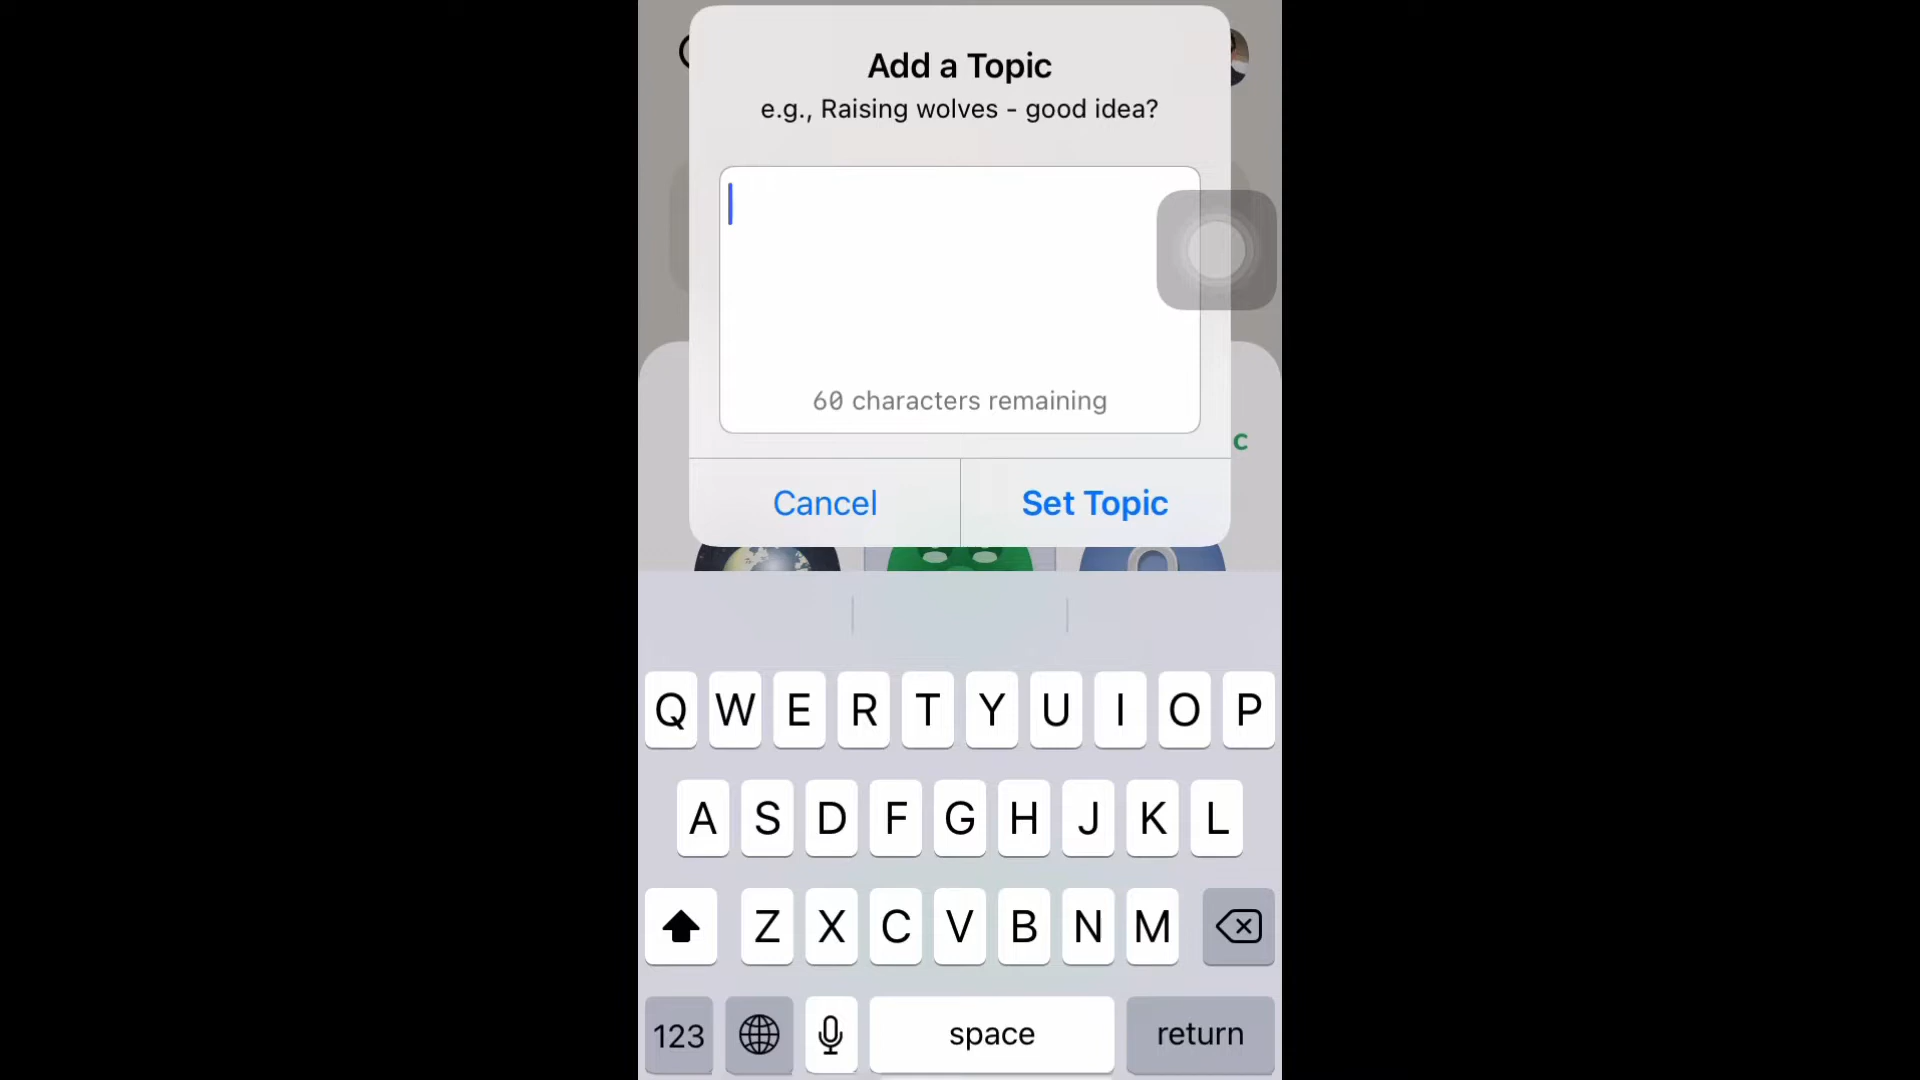 Add a Topic
e.g., Raising wolves - good idea?
60 characters remaining
c
Cancel
Set Topic
Q W E R T Y U I O P
A S D F G H J K L
Z X C V B N M
123
space
return